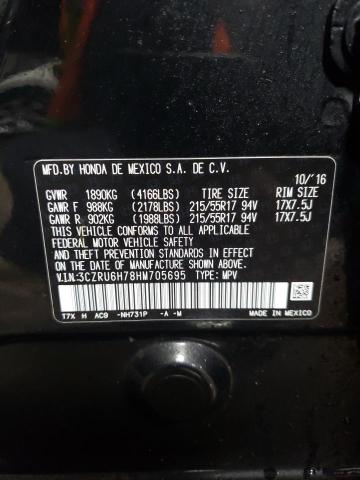 MFD.BY HONDA DE MEXICO S.A. DE C.V.
10/'16
GVWR 1890KG (4166LBS) TIRE SIZE RIM SIZE
GAWR F 988KG (2178LBS) 215/55R17 94V 17X7.5J
GAWR R 902KG (1988LBS) 215/55R17 94V 17X7.5J
THIS VEHICLE CONFORMS TO ALL APPLICABLE
FEDERAL MOTOR VEHICLE SAFETY
AND THEFT PREVENTION STANDARDS IN EFFECT
ON THE DATE OF MANUFACTURE SHOWN ABOVE.
V.I.N.:3CZRU6H78HM705695 TYPE: MPV
T7X H AC9 -NH731P -A -M
MADE IN MEXICO